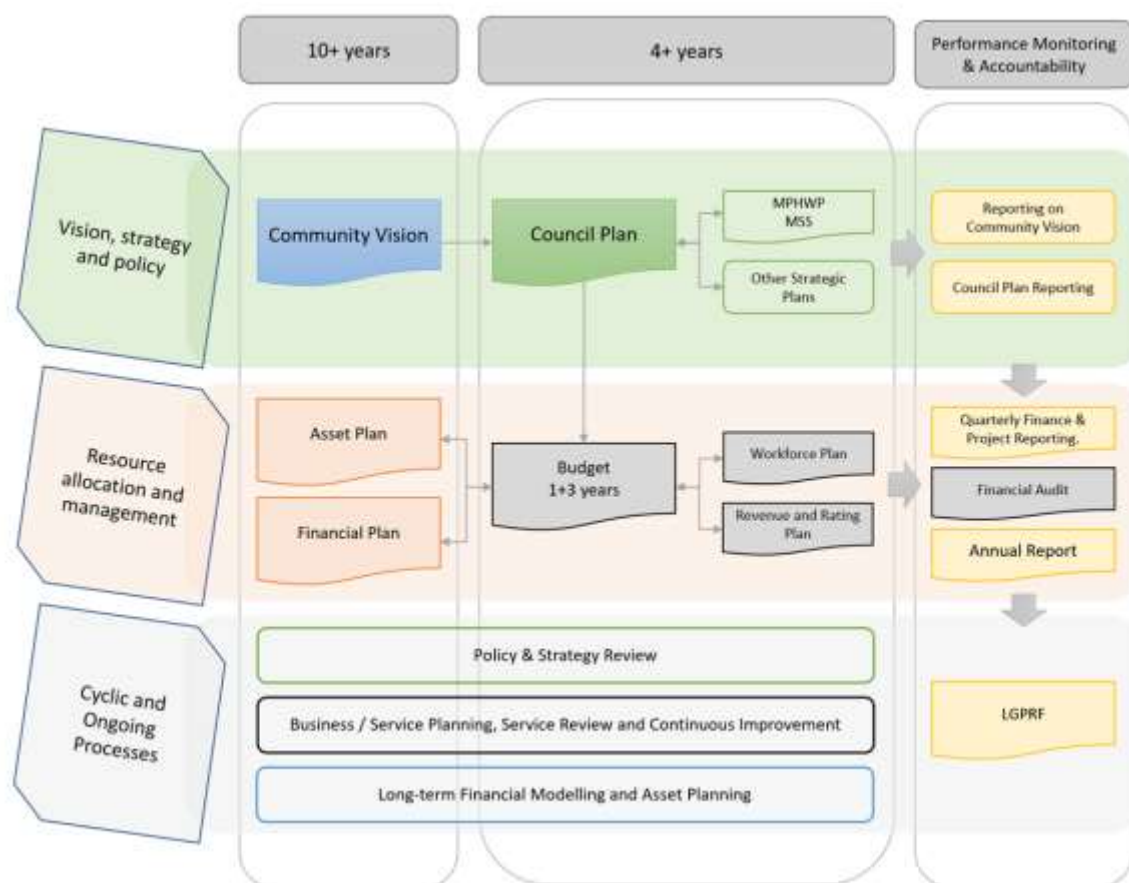 10+ years
4+ years
Performance Monitoring
& Accountability
Vision, strategy
and policy
Community Vision
Council Plan
MPHWP
MSS
Other Strategic
Plans
Reporting on
Community Vision
Council Plan Reporting
Resource
allocation and
management
Asset Plan
Financial Plan
Budget
1+3 years
Workforce Plan
Revenue and Rating
Plan
Quarterly Finance &
Project Reporting.
Financial Audit
Annual Report
Cyclic and
Ongoing
Processes
Policy & Strategy Review
Business / Service Planning, Service Review and Continuous Improvement
Long-term Financial Modelling and Asset Planning
LGPRF